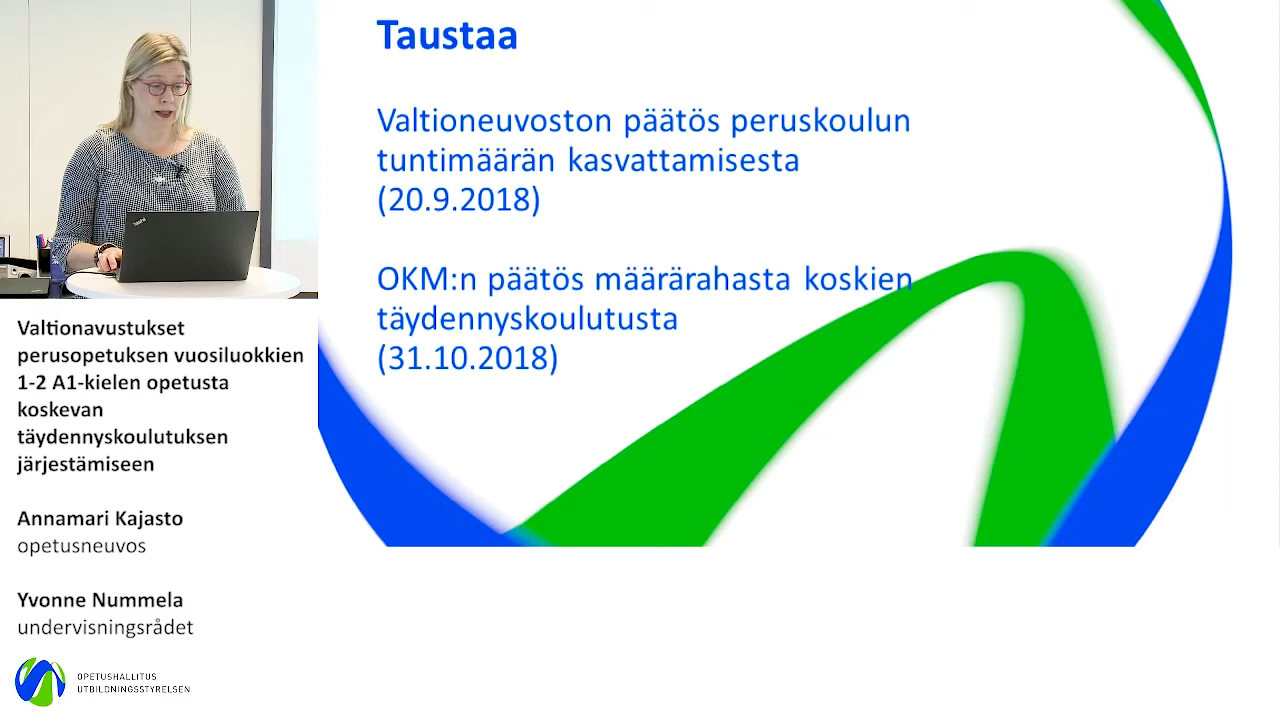 Taustaa
Valtioneuvoston päätös peruskoulun
tuntimäärän kasvattamisesta
(20.9.2018)
OKM:n päätös määrärahasta koskien
täydennyskoulutusta
(31.10.2018)
ThinkPad
Valtionavustukset
perusopetuksen vuosiluokkien
1-2 A1-kielen opetusta
koskevan
täydennyskoulutuksen
järjestämiseen
Annamari Kajasto
opetusneuvos
Yvonne Nummela
undervisningsrådet
OPETUSHALLITUS
UTBILDNINGSSTYRELSEN